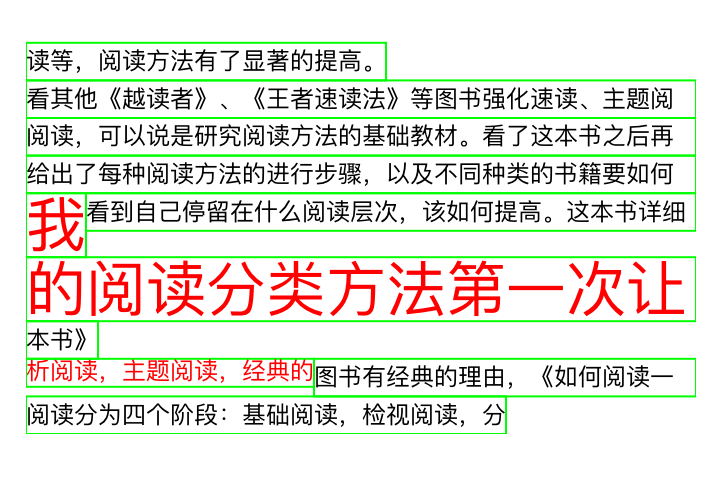 读等，阅读方法有了显著的提高。
看其他《越读者》、《王者速读法》等图书强化速读、主题阅
阅读，可以说是研究阅读方法的基础教材。看了这本书之后再
给出了每种阅读方法的进行步骤，以及不同种类的书籍要如何
我看到自己停留在什么阅读层次，该如何提高。这本书详细
的阅读分类方法第一次让
本书》
析阅读，主题阅读，经典的图书有经典的理由，《如何阅读一
阅读分为四个阶段：基础阅读，检视阅读，分